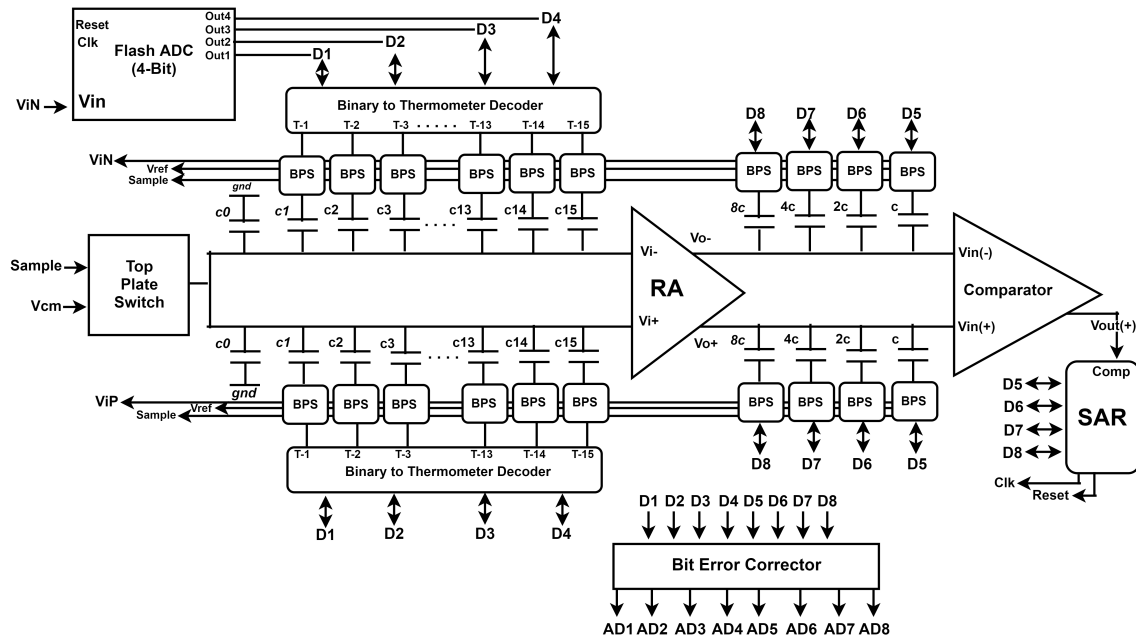 Reset
Clk
Flash ADC
(4-Bit)
Vin
Out4
Out3
Out2
Out1
ViN
D1
D2
D3
D4
Binary to Thermometer Decoder
T-1 T-2 T-3 ..... T-13 T-14 T-15
ViN
Vref
Sample
BPS BPS BPS BPS BPS BPS
gnd
c0 c1 c2 c3 .... c13 c14 c15
D8 D7 D6 D5
BPS BPS BPS BPS
8c 4c 2c c
Sample
Vcm
Top
Plate
Switch
Vi-
RA
Vi+
Vo-
Vo+
Vin(-)
Comparator
Vin(+)
Vout(+)
c0 c1 c2 c3 .... c13 c14 c15
gnd
8c 4c 2c c
ViP
Vref
Sample
BPS BPS BPS BPS BPS BPS
BPS BPS BPS BPS
D8 D7 D6 D5
T-1 T-2 T-3 T-13 T-14 T-15
Binary to Thermometer Decoder
D1 D2 D3 D4
Comp
SAR
D5
D6
D7
D8
Clk
Reset
D1 D2 D3 D4 D5 D6 D7 D8
Bit Error Corrector
AD1 AD2 AD3 AD4 AD5 AD6 AD7 AD8